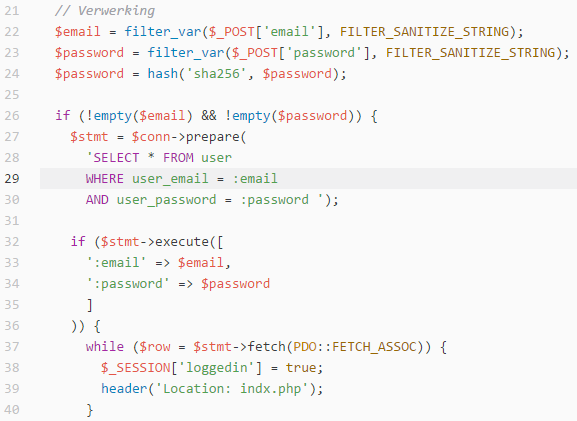 21 // Verwerking
22 $email = filter_var($_POST['email'], FILTER_SANITIZE_STRING);
23 $password = filter_var($_POST['password'], FILTER_SANITIZE_STRING);
24 $password = hash('sha256', $password);
25
26 if (!empty($email) && !empty($password)) {
27 $stmt = $conn->prepare(
28 'SELECT * FROM user
29 WHERE user_email = :email
30 AND user_password = :password ');
31
32 if ($stmt->execute([
33 ':email' => $email,
34 ':password' => $password
35 ]
36 )) {
37 while ($row = $stmt->fetch(PDO::FETCH_ASSOC)) {
38 $_SESSION['loggedin'] = true;
39 header('Location: indx.php');
40 }